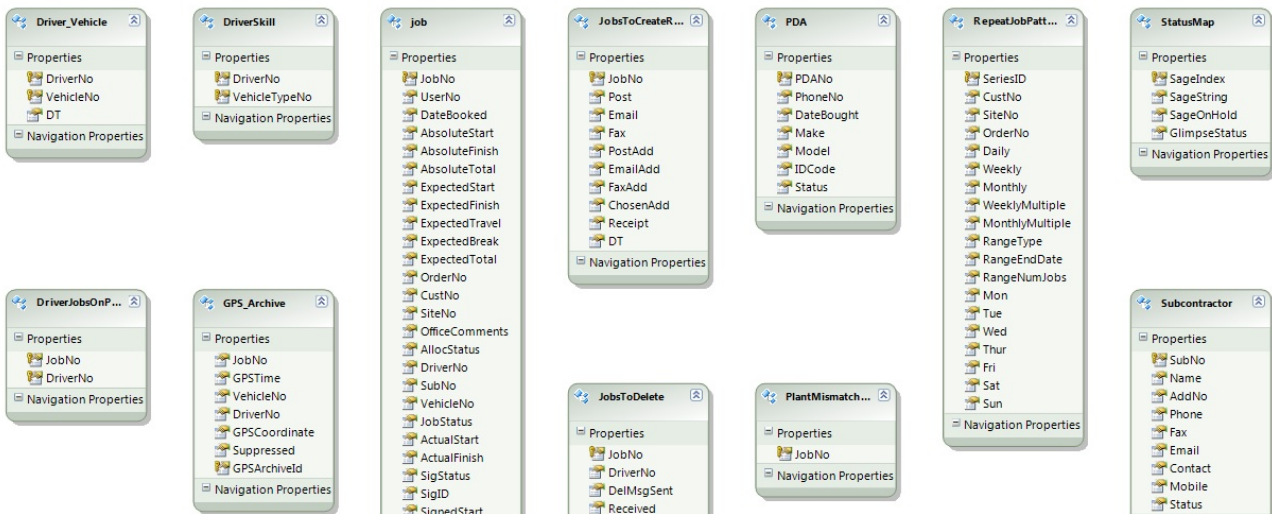 Driver_Vehicle
Properties
DriverNo
VehicleNo
DT
Navigation Properties
DriverSkill
Properties
DriverNo
VehicleTypeNo
Navigation Properties
job
Properties
JobNo
UserNo
DateBooked
AbsoluteStart
AbsoluteFinish
AbsoluteTotal
ExpectedStart
ExpectedFinish
ExpectedTravel
ExpectedBreak
ExpectedTotal
OrderNo
CustNo
SiteNo
OfficeComments
AllocStatus
DriverNo
SubNo
VehicleNo
JobStatus
ActualStart
ActualFinish
SigStatus
SigID
SignedStart
JobsToCreateR...
Properties
JobNo
Post
Email
Fax
PostAdd
EmailAdd
FaxAdd
ChosenAdd
Receipt
DT
Navigation Properties
PDA
Properties
PDANo
PhoneNo
DateBought
Make
Model
IDCode
Status
Navigation Properties
RepeatJobPatt...
Properties
SeriesID
CustNo
SiteNo
OrderNo
Daily
Weekly
Monthly
WeeklyMultiple
MonthlyMultiple
RangeType
RangeEndDate
RangeNumJobs
Mon
Tue
Wed
Thur
Fri
Sat
Sun
Navigation Properties
StatusMap
Properties
SageIndex
SageString
SageOnHold
GlimpseStatus
Navigation Properties
DriverJobsOnP...
Properties
JobNo
DriverNo
Navigation Properties
GPS_Archive
Properties
JobNo
GPSTime
VehicleNo
DriverNo
GPSCoordinate
Suppressed
GPSArchiveId
Navigation Properties
JobsToDelete
Properties
JobNo
DriverNo
DelMsgSent
Received
PlantMismatch...
Properties
JobNo
Navigation Properties
Subcontractor
Properties
SubNo
Name
AddNo
Phone
Fax
Email
Contact
Mobile
Status